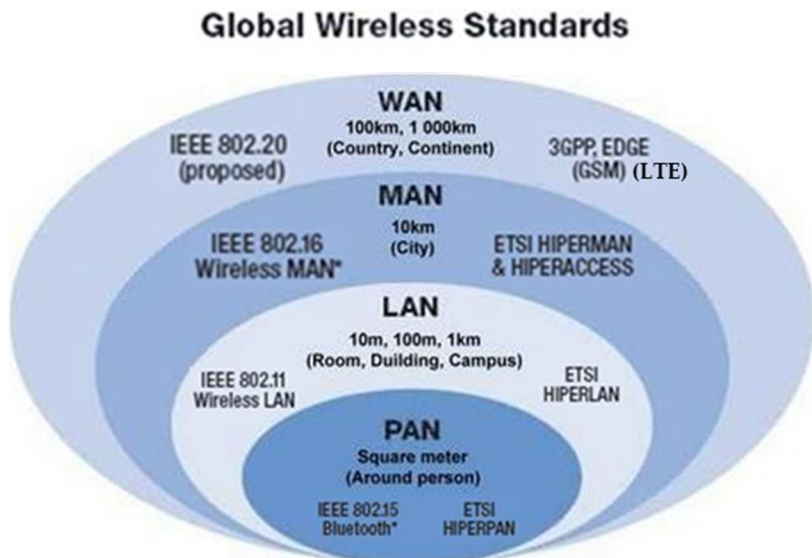 Global Wireless Standards
WAN
100km, 1 000km
(Country, Continent)
IEEE 802.20
(proposed)
3GPP, EDGE
(GSM) (LTE)
MAN
10km
(City)
IEEE 802.16
Wireless MAN*
ETSI HIPERMAN
& HIPERACCESS
LAN
10m, 100m, 1km
(Room, Duilding, Campus)
IEEE 802.11
Wireless LAN
ETSI
HIPERLAN
PAN
Square meter
(Around person)
IEEE 802.15
Bluetooth*
ETSI
HIPERPAN